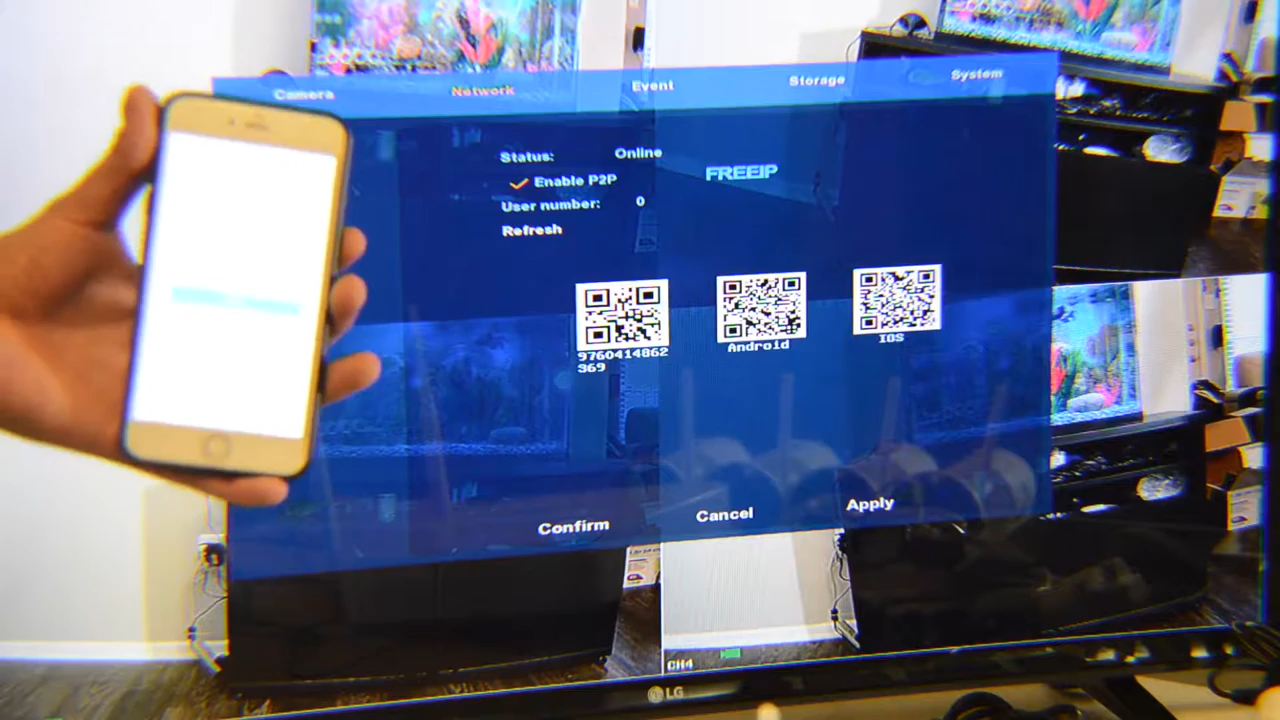 Camera Network Event Storage System
Status: Online
Enable P2P
FREEIP
User number: 0
Refresh
9760414862
369
Android
IOS
Confirm Cancel Apply
CH4
LG